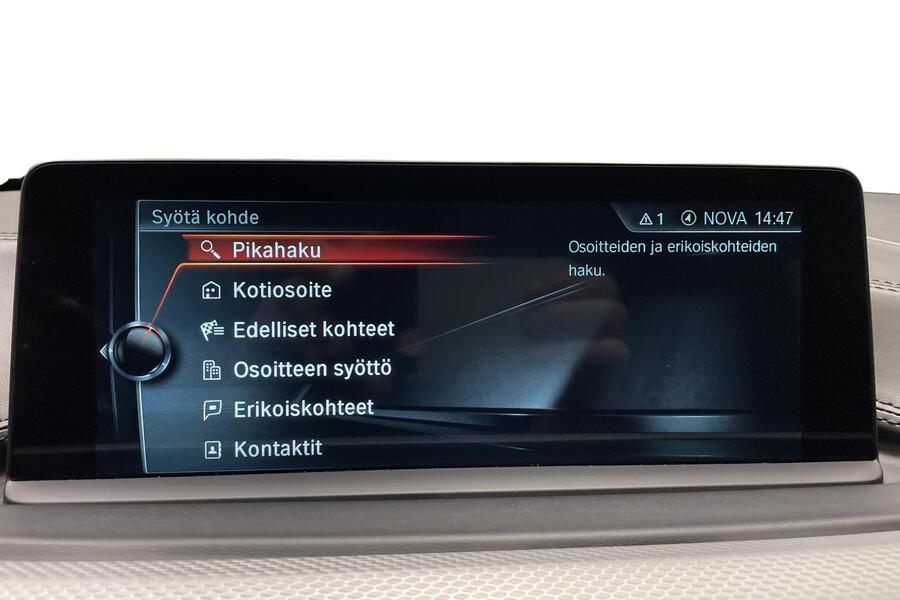 Syötä kohde
1 NOVA 14:47
Pikahaku
Osoitteiden ja erikoiskohteiden
haku.
Kotiosoite
Edelliset kohteet
Osoitteen syöttö
Erikoiskohteet
Kontaktit